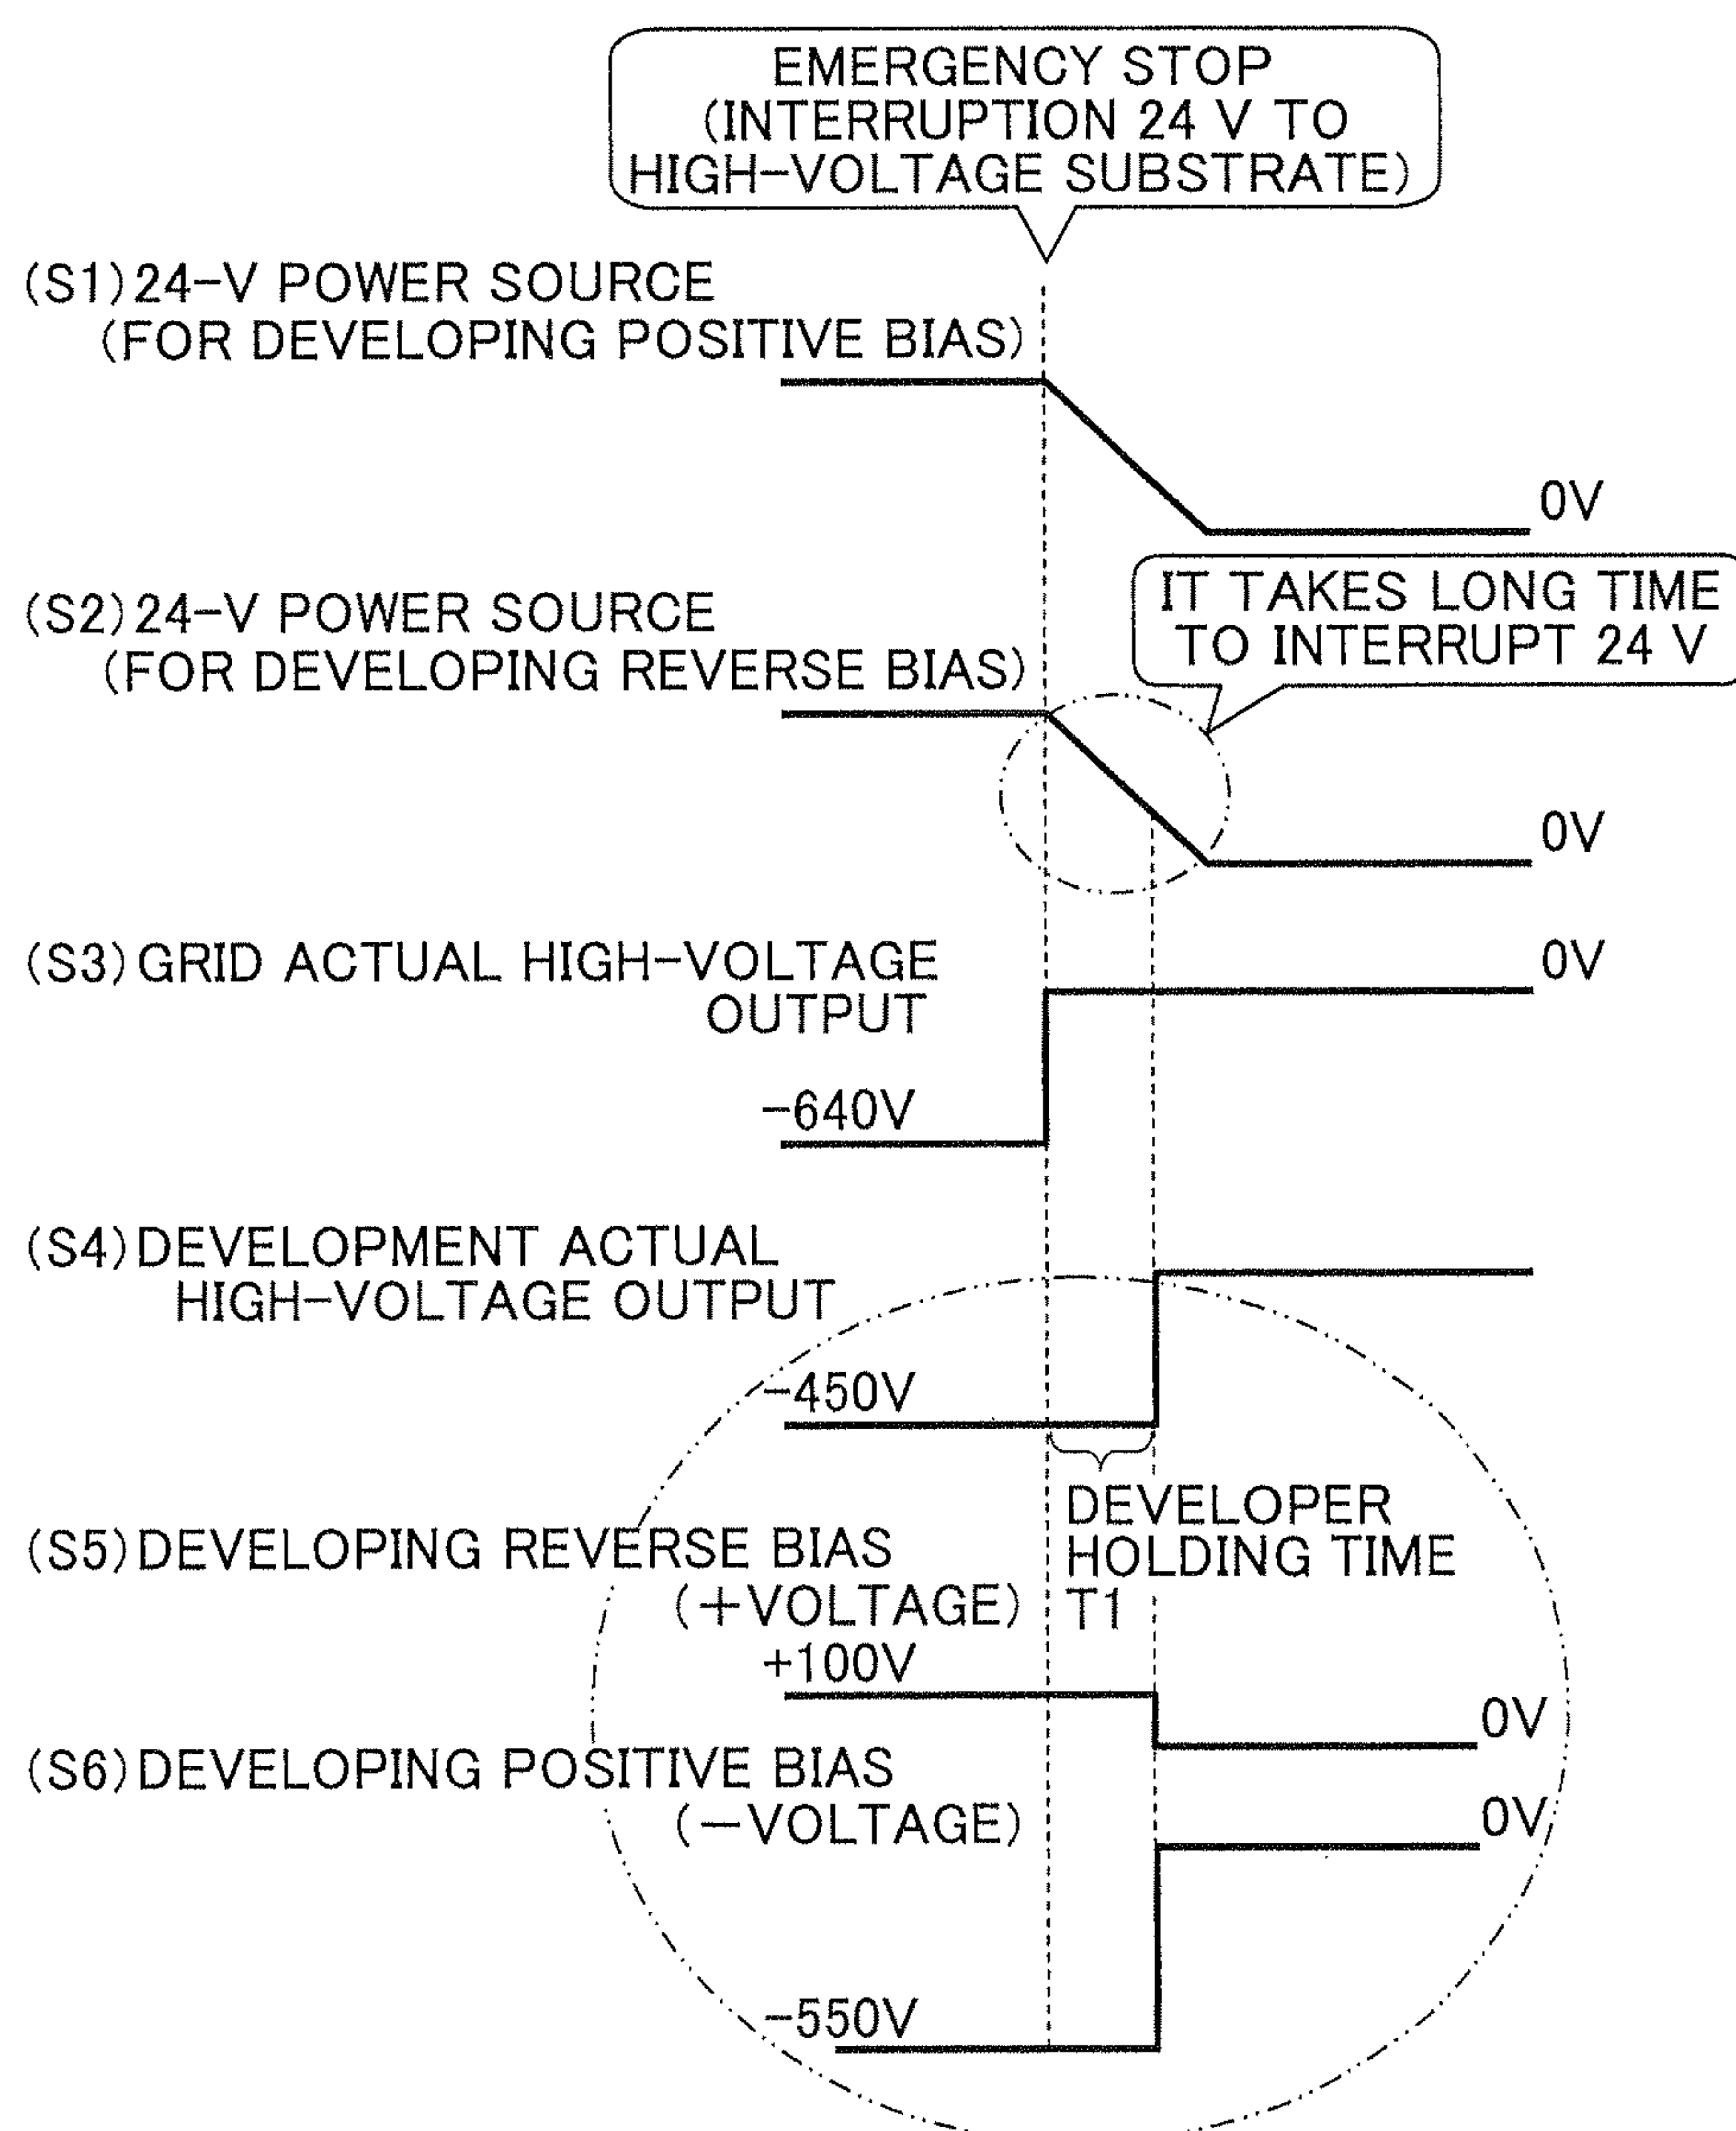 EMERGENCY STOP
(INTERRUPTION 24 V TO
HIGH-VOLTAGE SUBSTRATE)
(S1) 24-V POWER SOURCE
(FOR DEVELOPING POSITIVE BIAS)
0V
(S2) 24-V POWER SOURCE
(FOR DEVELOPING REVERSE BIAS)
IT TAKES LONG TIME
TO INTERRUPT 24 V
0V
(S3) GRID ACTUAL HIGH-VOLTAGE
OUTPUT
0V
-640V
(S4) DEVELOPMENT ACTUAL
HIGH-VOLTAGE OUTPUT
-450V
DEVELOPER
HOLDING TIME
T1
(S5) DEVELOPING REVERSE BIAS
(+VOLTAGE)
+100V
0V
(S6) DEVELOPING POSITIVE BIAS
(-VOLTAGE)
0V
-550V